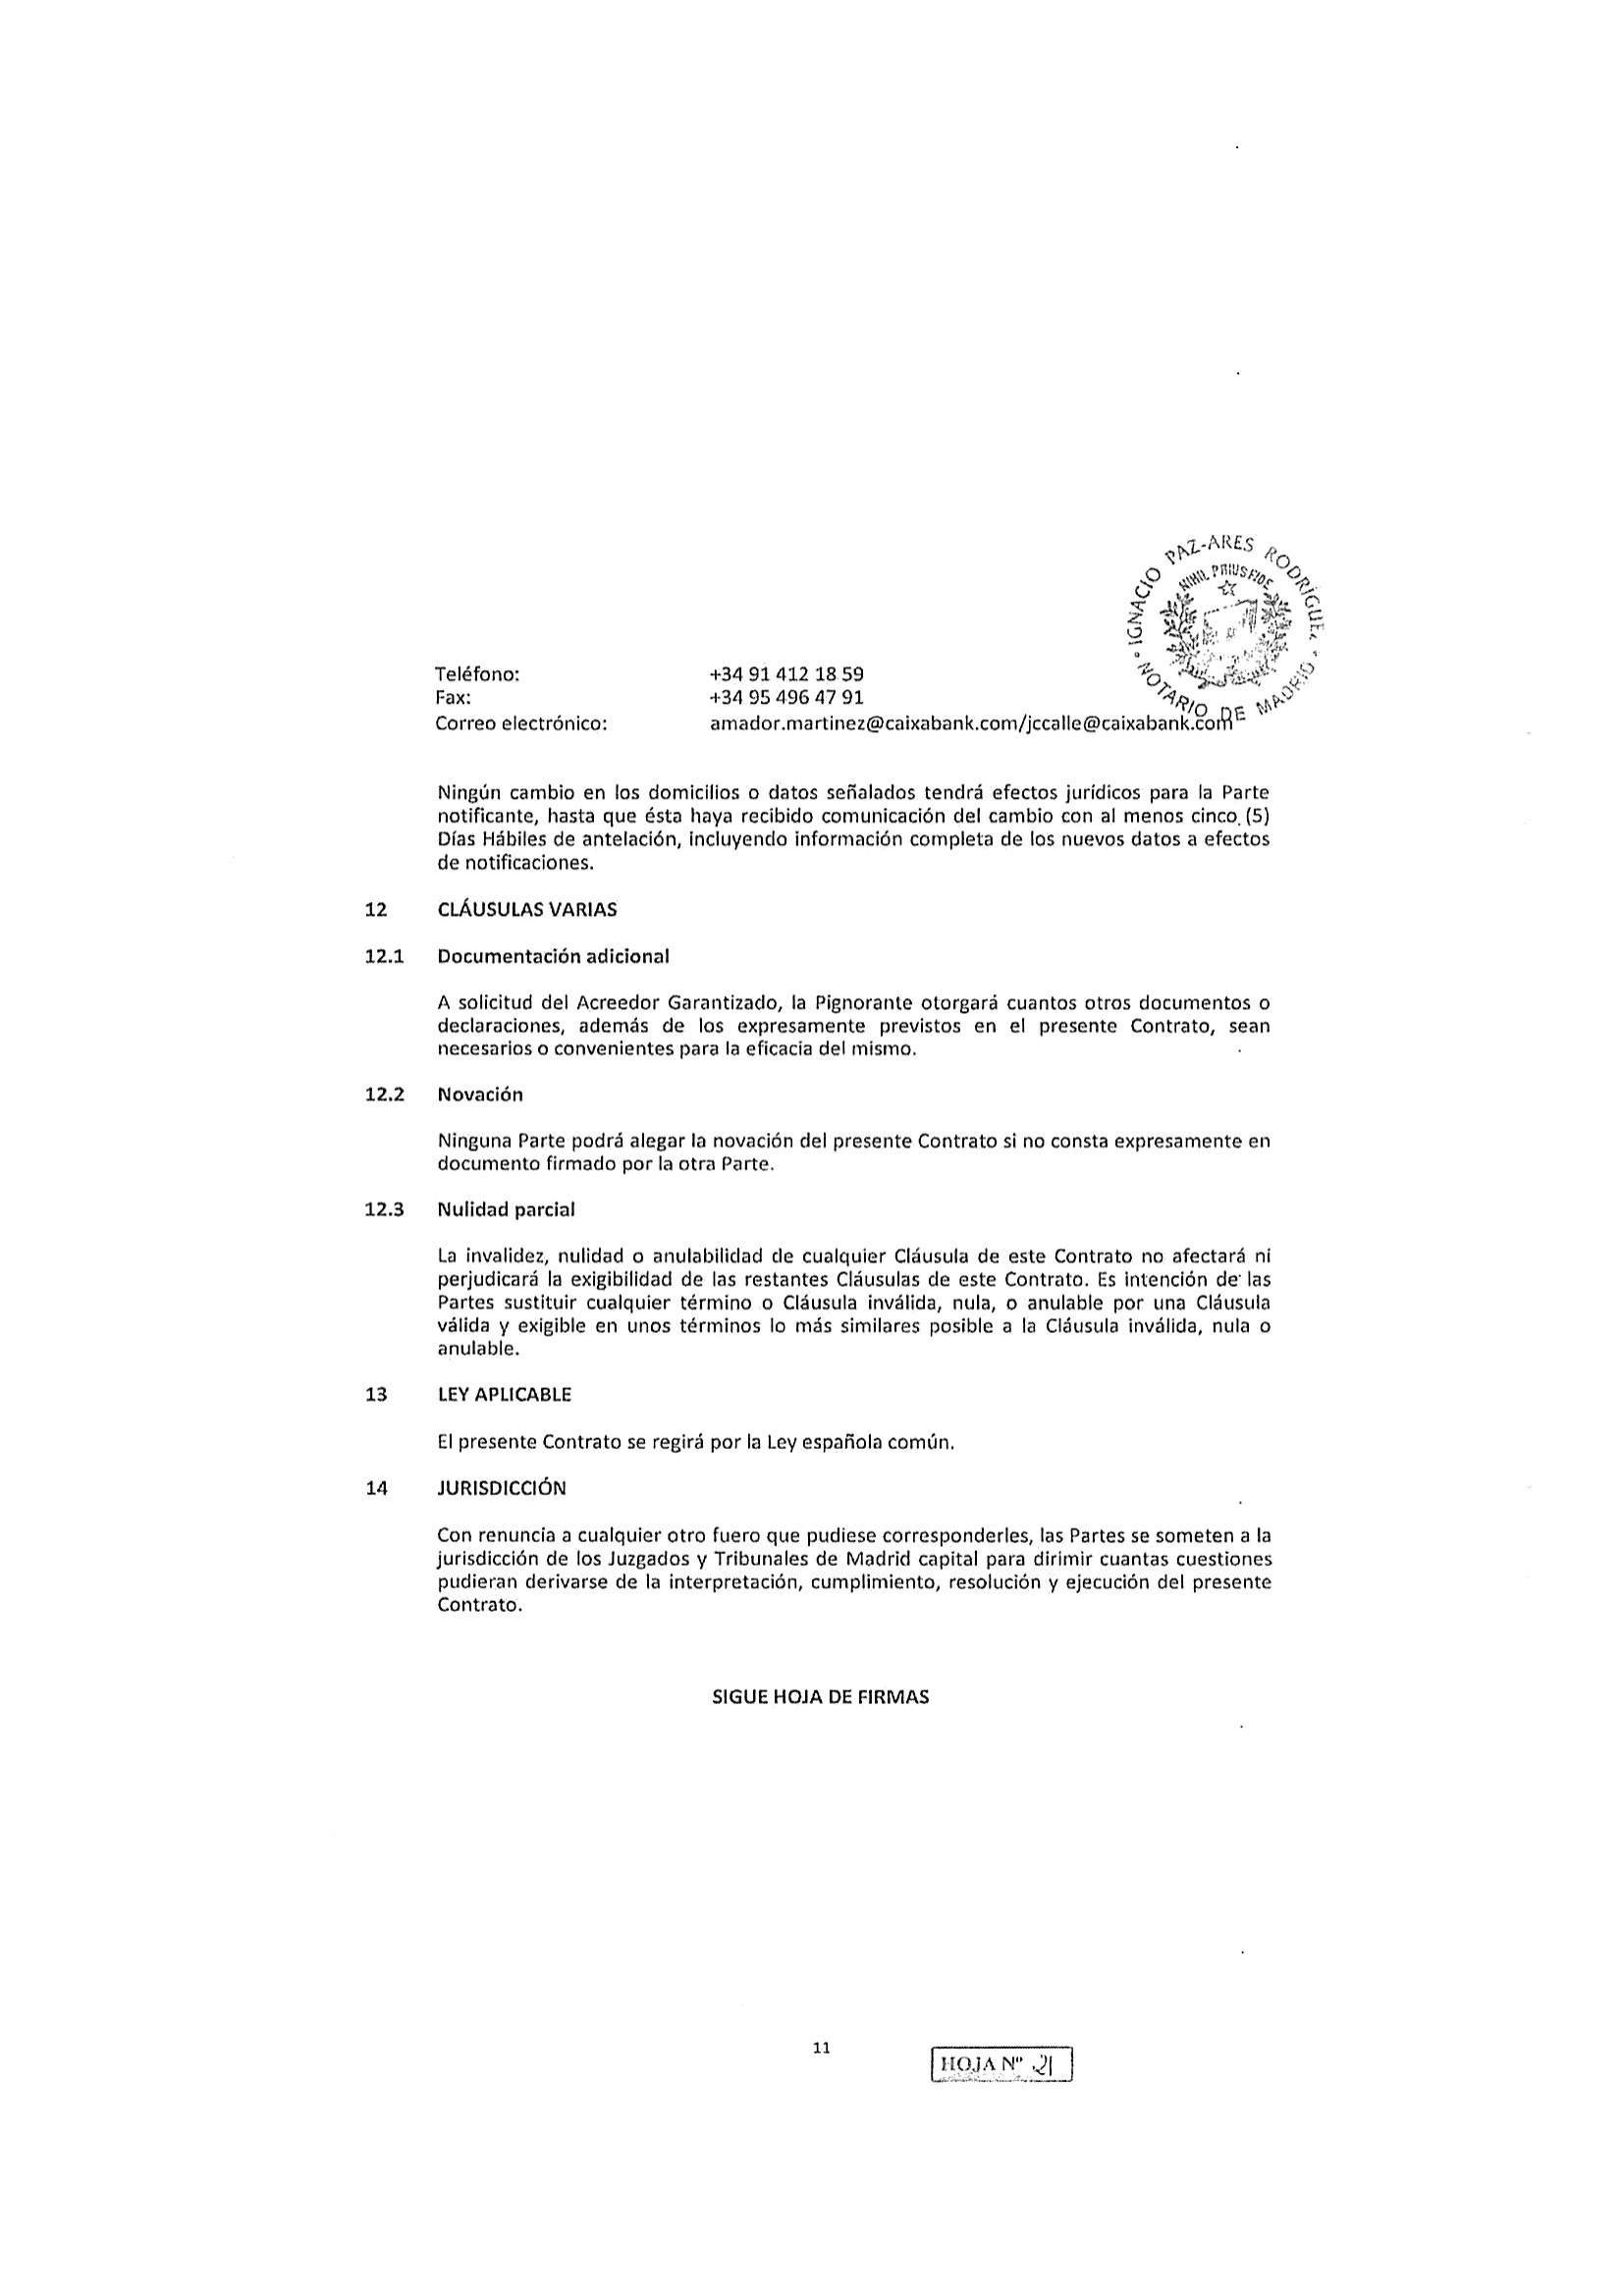 IGNACIO PAZ-ARES RODRÍGUE
NIHIL PRIUS FIDE
NOTARIO DE MADRID
Teléfono: +34 91 412 18 59
Fax: +34 95 496 47 91
Correo electrónico: amador.martinez@caixabank.com/jccalle@caixabank.com
Ningún cambio en los domicilios o datos señalados tendrá efectos jurídicos para la Parte
notificante, hasta que ésta haya recibido comunicación del cambio con al menos cinco (5)
Días Hábiles de antelación, incluyendo información completa de los nuevos datos a efectos
de notificaciones.
12 CLÁUSULAS VARIAS
12.1 Documentación adicional
A solicitud del Acreedor Garantizado, la Pignorante otorgará cuantos otros documentos o
declaraciones, además de los expresamente previstos en el presente Contrato, sean
necesarios o convenientes para la eficacia del mismo.
12.2 Novación
Ninguna Parte podrá alegar la novación del presente Contrato si no consta expresamente en
documento firmado por la otra Parte.
12.3 Nulidad parcial
La invalidez, nulidad o anulabilidad de cualquier Cláusula de este Contrato no afectará ni
perjudicará la exigibilidad de las restantes Cláusulas de este Contrato. Es intención de las
Partes sustituir cualquier término o Cláusula inválida, nula, o anulable por una Cláusula
válida y exigible en unos términos lo más similares posible a la Cláusula inválida, nula o
anulable.
13 LEY APLICABLE
El presente Contrato se regirá por la Ley española común.
14 JURISDICCIÓN
Con renuncia a cualquier otro fuero que pudiese corresponderles, las Partes se someten a la
jurisdicción de los Juzgados y Tribunales de Madrid capital para dirimir cuantas cuestiones
pudieran derivarse de la interpretación, cumplimiento, resolución y ejecución del presente
Contrato.
SIGUE HOJA DE FIRMAS
11
HOJA Nº 21